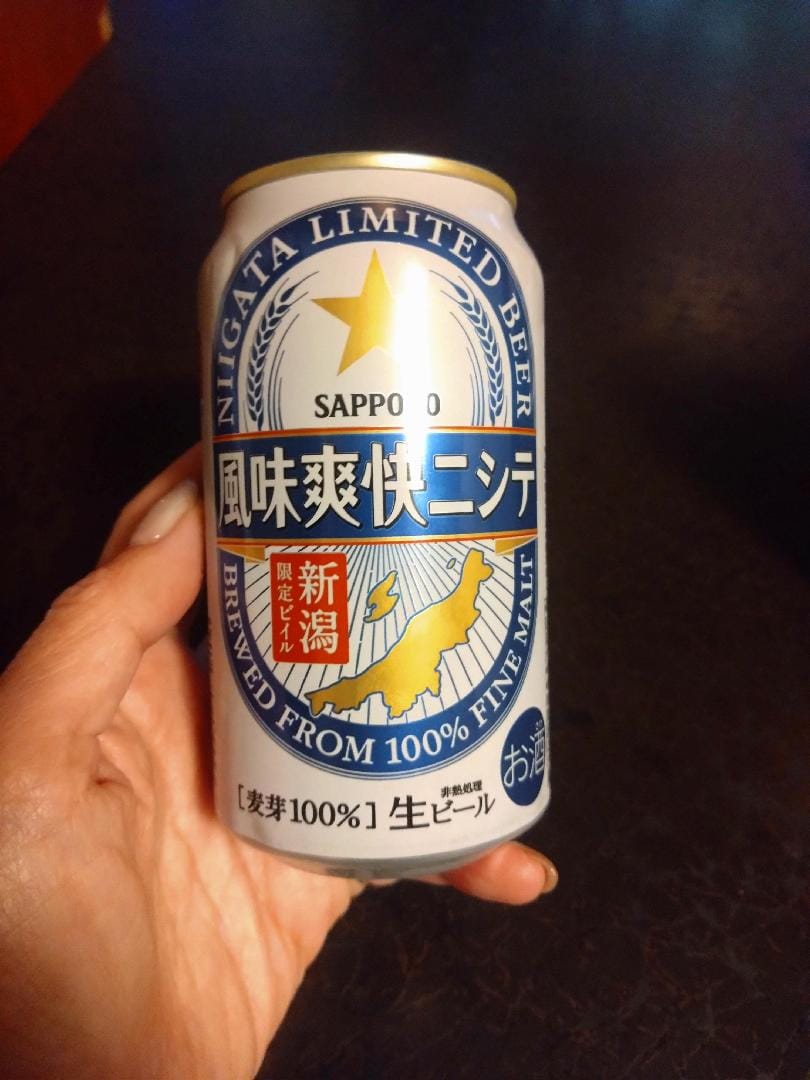 NIIGATA LIMITED BEER
SAPPORO
風味爽快ニシテ
新潟
限定ビイル
BREWED FROM 100% FINE MALT
お酒
[麦芽100%]
非熱処理
生ビール